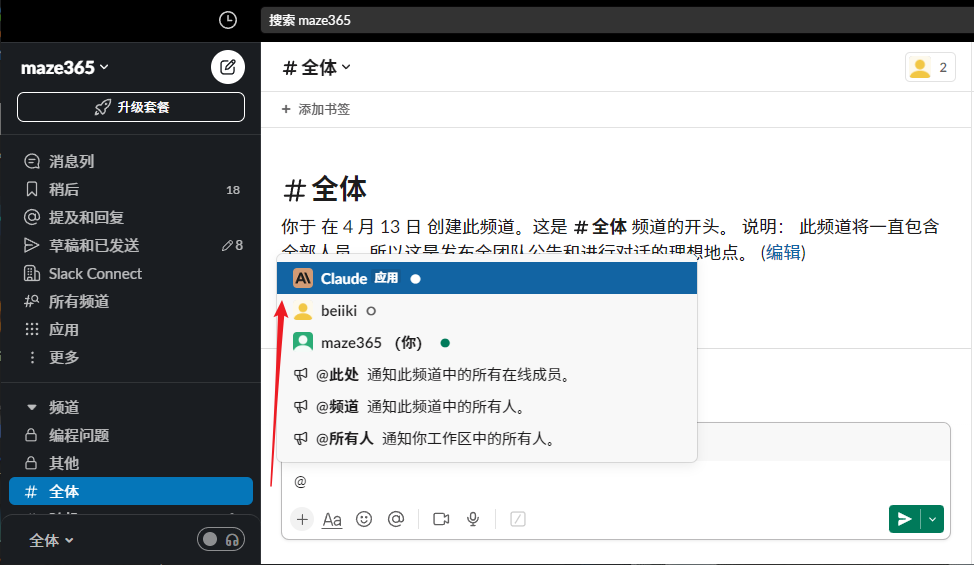 搜索 maze365
maze365
升级套餐
消息列
稍后 18
提及和回复
草稿和已发送 8
Slack Connect
所有频道
应用
更多
频道
编程问题
其他
# 全体
全体
# 全体
2
+ 添加书签
# 全体
你于 在 4 月 13 日 创建此频道。这是 # 全体 频道的开头。 说明： 此频道将一直包含
全部人员，所以这是发布全团队公告和进行对话的理想地点。 (编辑)
Claude 应用
beiiki
maze365 （你）
@此处 通知此频道中的所有在线成员。
@频道 通知此频道中的所有人。
@所有人 通知你工作区中的所有人。
@
Aa